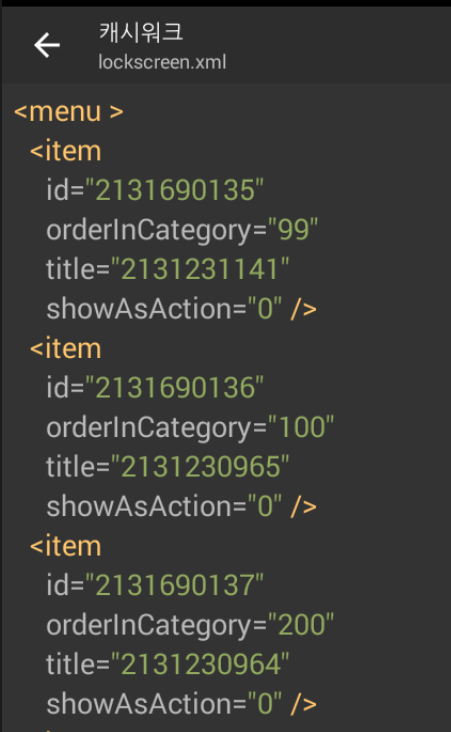 캐시워크
lockscreen.xml
<menu >
<item
id="2131690135"
orderInCategory="99"
title="2131231141"
showAsAction="0" />
<item
id="2131690136"
orderInCategory="100"
title="2131230965"
showAsAction="0" />
<item
id="2131690137"
orderInCategory="200"
title="2131230964"
showAsAction="0" />